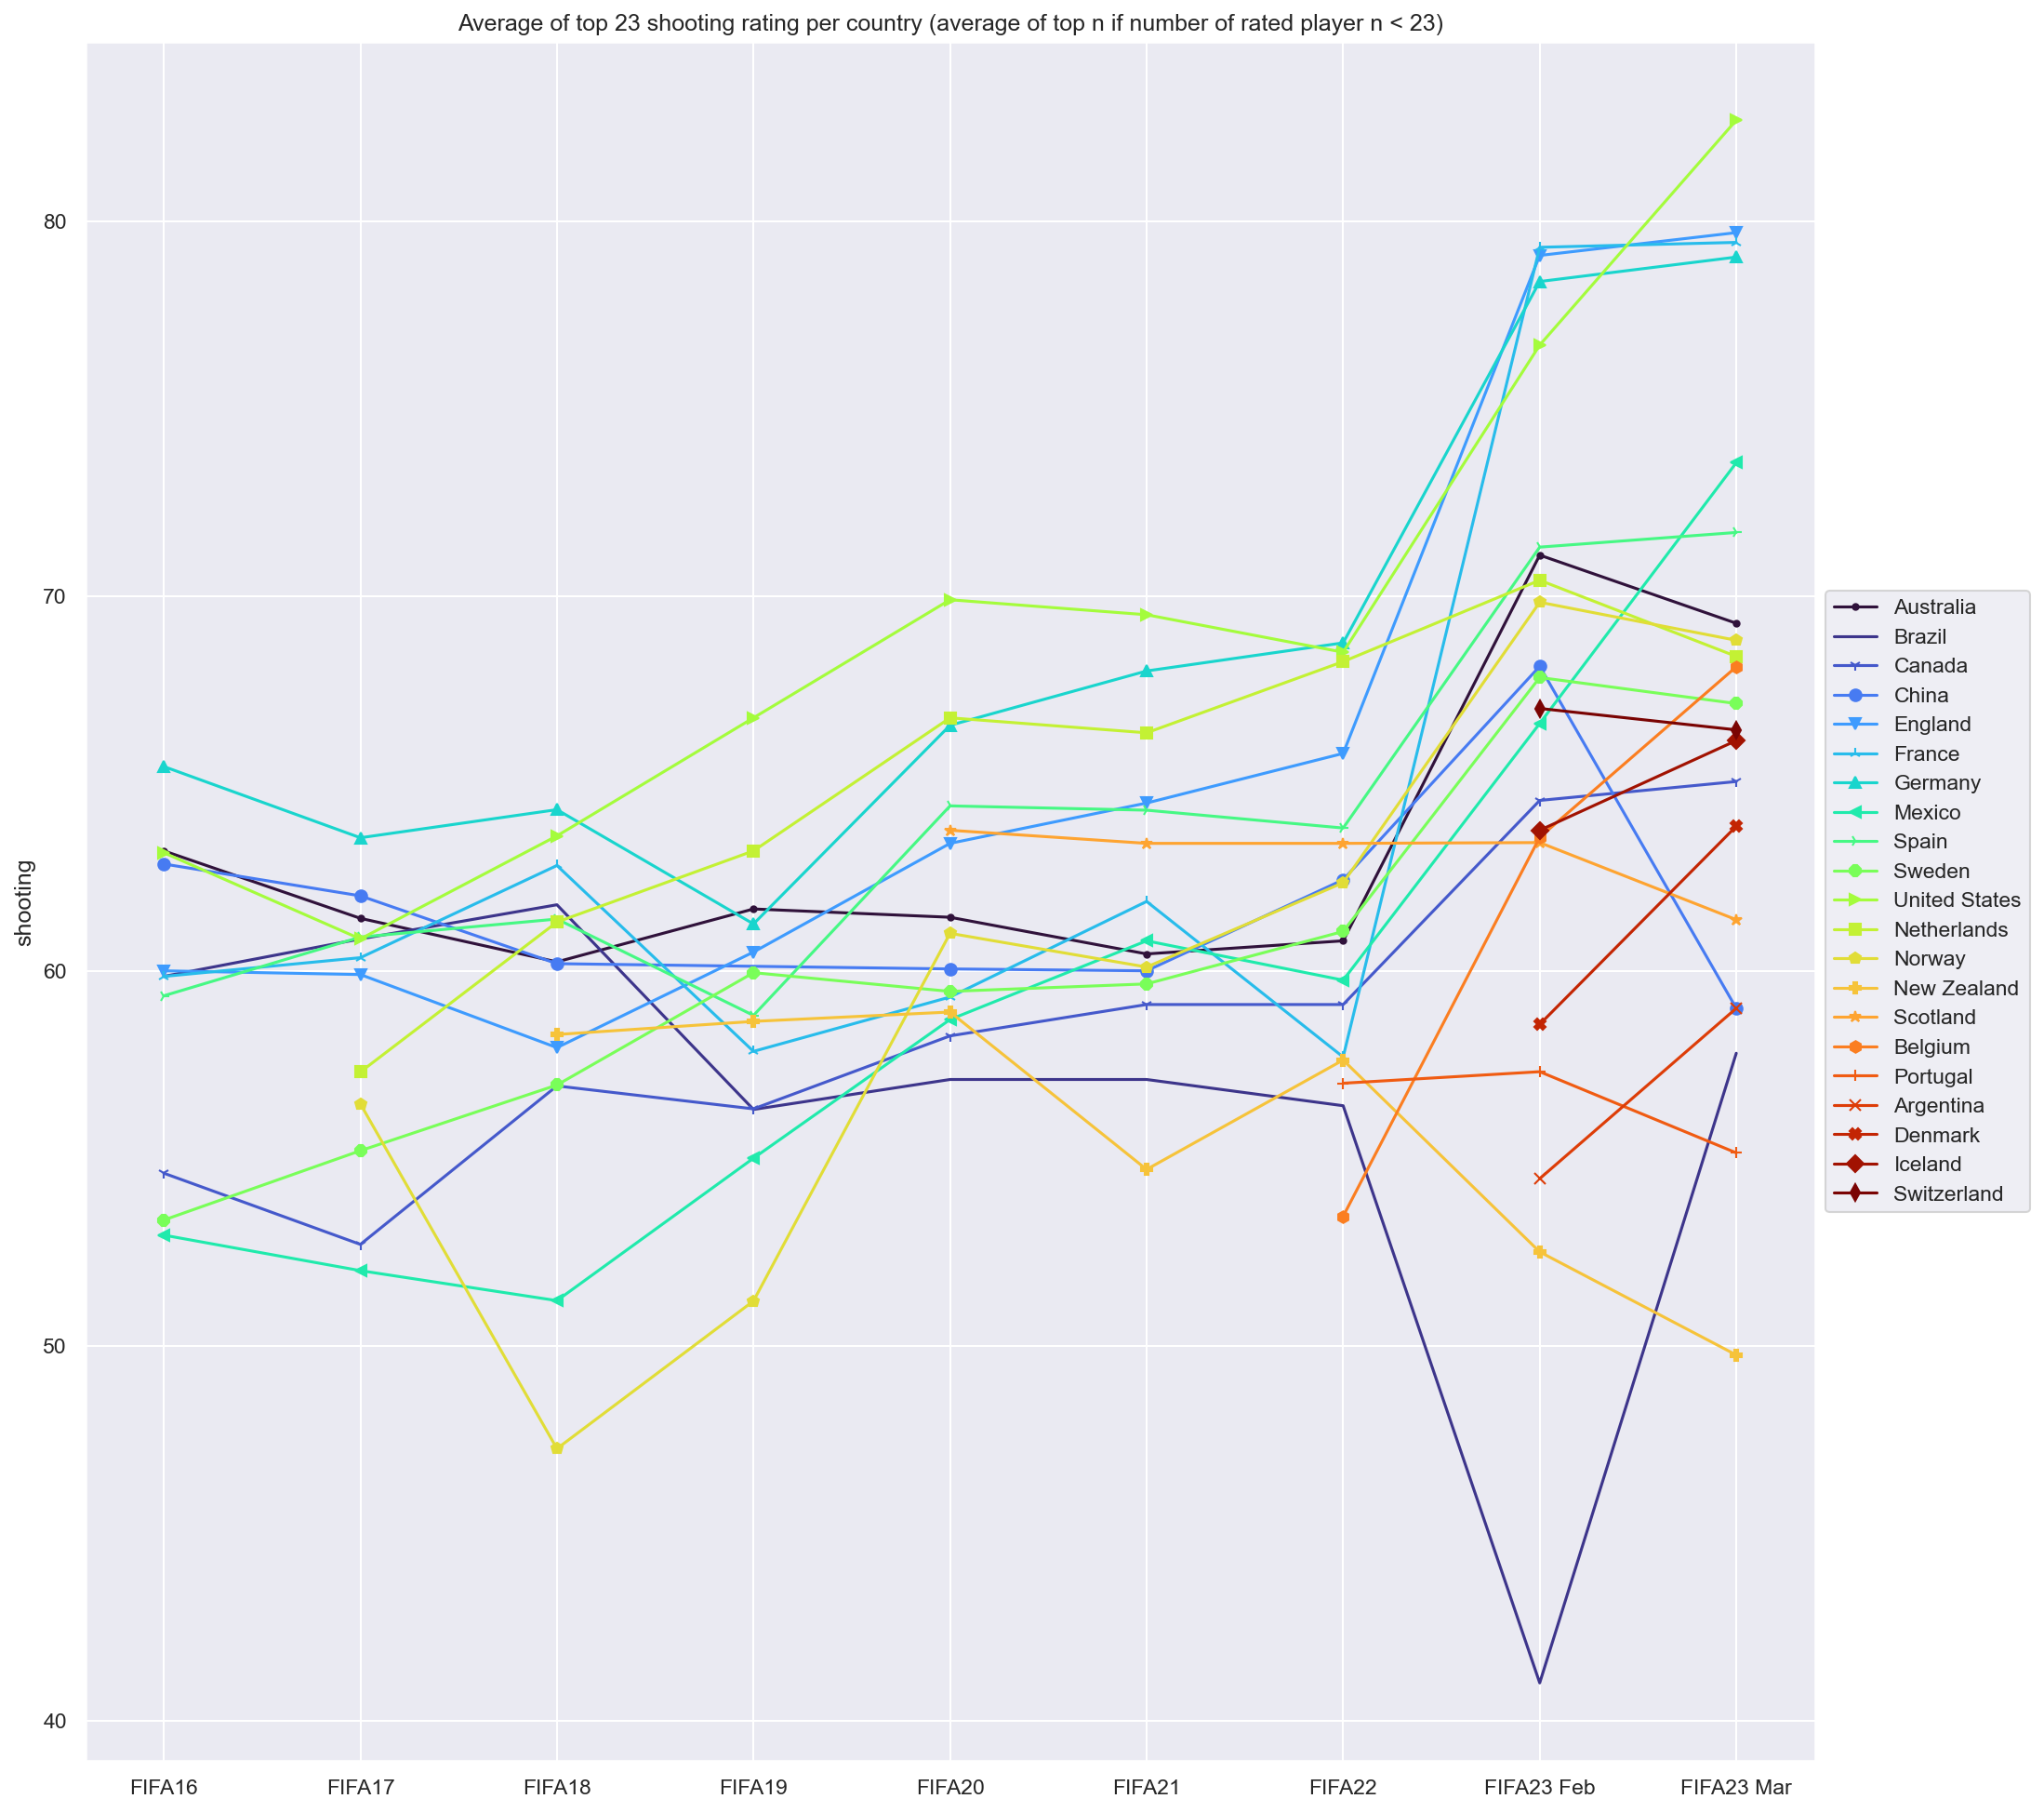 Average of top 23 shooting rating per country (average of top n if number of rated player n < 23)
80
70
60
50
40
shooting
FIFA16
FIFA17
FIFA18
FIFA19
FIFA20
FIFA21
FIFA22
FIFA23 Feb
FIFA23 Mar
Australia
Brazil
Canada
China
England
France
Germany
Mexico
Spain
Sweden
United States
Netherlands
Norway
New Zealand
Scotland
Belgium
Portugal
Argentina
Denmark
Iceland
Switzerland